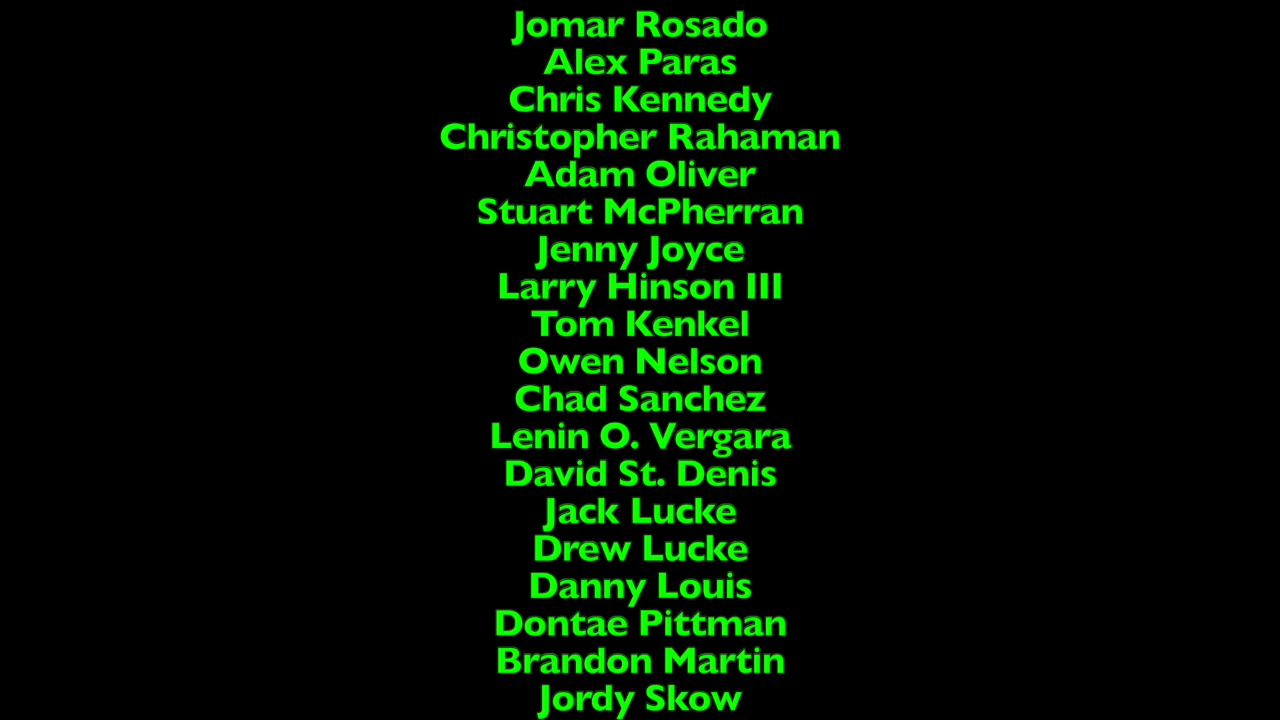 Jomar Rosado
Alex Paras
Chris Kennedy
Christopher Rahaman
Adam Oliver
Stuart McPherran
Jenny Joyce
Larry Hinson III
Tom Kenkel
Owen Nelson
Chad Sanchez
Lenin O. Vergara
David St. Denis
Jack Lucke
Drew Lucke
Danny Louis
Dontae Pittman
Brandon Martin
Jordy Skow